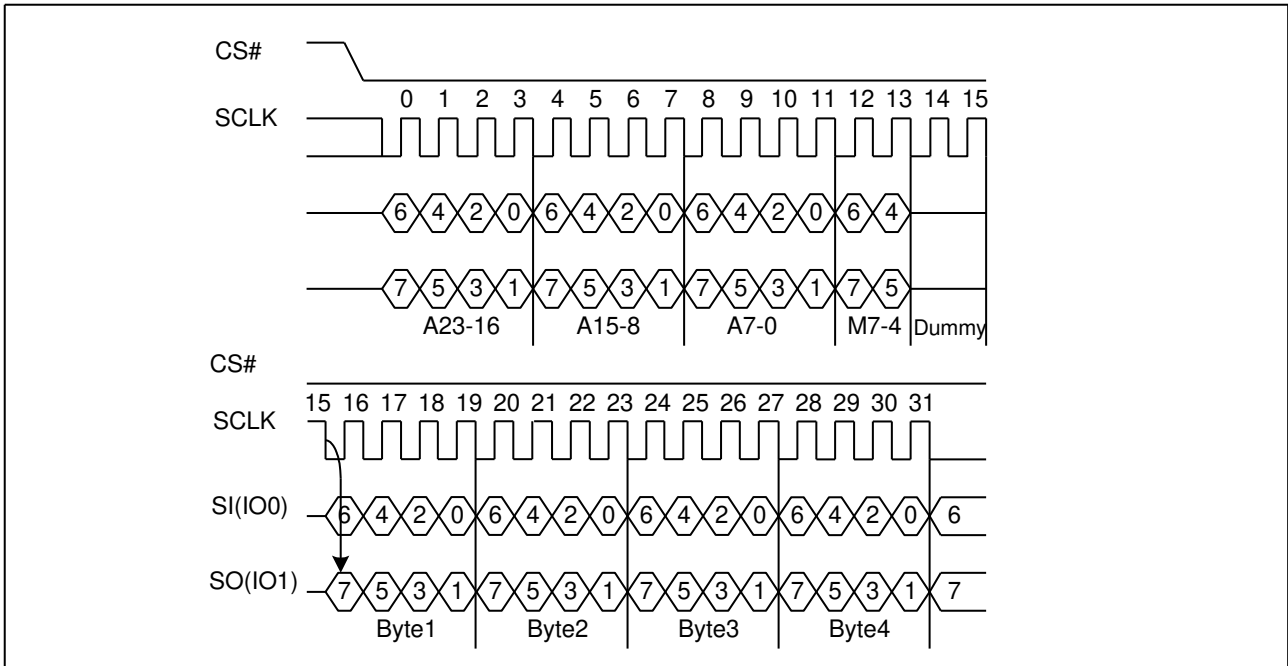 CS#
0 1 2 3 4 5 6 7 8 9 10 11 12 13 14 15
SCLK
6 4 2 0 6 4 2 0 6 4 2 0 6 4
7 5 3 1 7 5 3 1 7 5 3 1 7 5
A23-16 A15-8 A7-0 M7-4 Dummy
CS#
15 16 17 18 19 20 21 22 23 24 25 26 27 28 29 30 31
SCLK
SI(IO0) 6 4 2 0 6 4 2 0 6 4 2 0 6 4 2 0 6
SO(IO1) 7 5 3 1 7 5 3 1 7 5 3 1 7 5 3 1 7
Byte1 Byte2 Byte3 Byte4